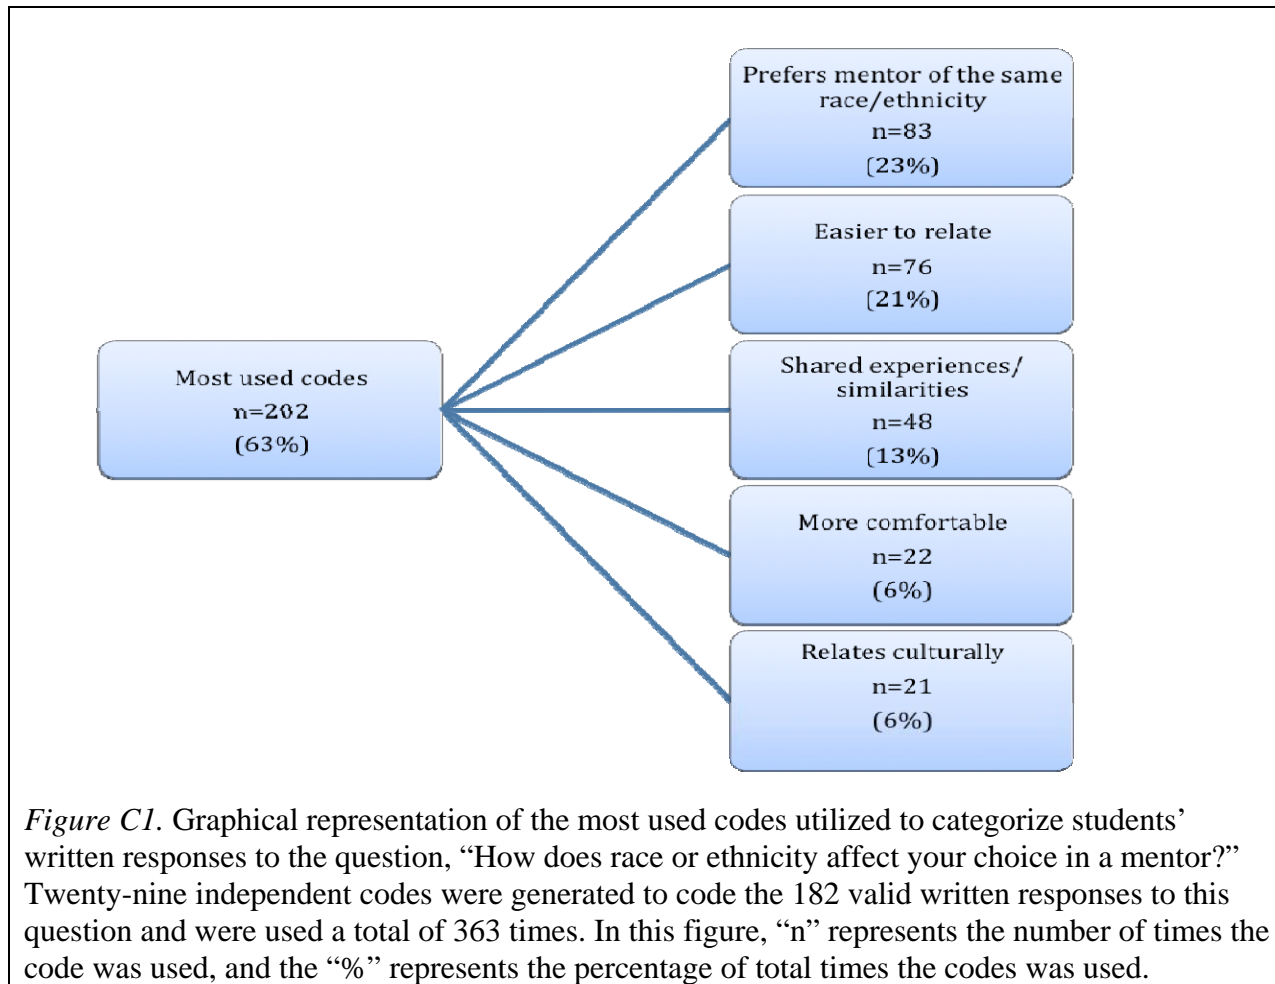 Prefers mentor of the same
race/ethnicity
n=83
(23%)
Easier to relate
n=76
(21%)
Most used codes
n=202
(63%)
Shared experiences/
similarities
n=48
(13%)
More comfortable
n=22
(6%)
Relates culturally
n=21
(6%)
Figure C1. Graphical representation of the most used codes utilized to categorize students’
written responses to the question, “How does race or ethnicity affect your choice in a mentor?”
Twenty-nine independent codes were generated to code the 182 valid written responses to this
question and were used a total of 363 times. In this figure, “n” represents the number of times the
code was used, and the “%” represents the percentage of total times the codes was used.